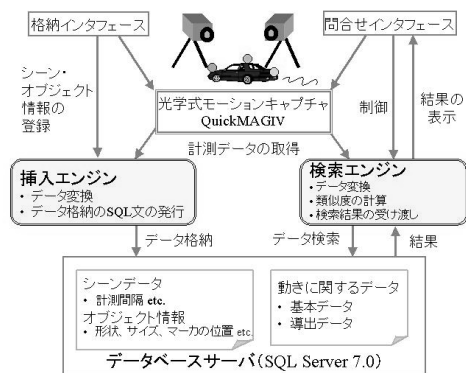 格納インタフェース
問合せインタフェース
シーン・
オブジェクト
情報の
登録
光学式モーションキャプチャ
QuickMAGIV
制御
結果の
表示
計測データの取得
挿入エンジン
・ データ変換
・ データ格納のSQL文の発行
検索エンジン
・データ変換
・類似度の計算
・検索結果の受け渡し
データ格納
データ検索
結果
シーンデータ
・ 計測間隔 etc.
オブジェクト情報
・ 形状、サイズ、マーカの位置 etc.
動きに関するデータ
・ 基本データ
・ 導出データ
データベースサーバ(SQL Server 7.0)